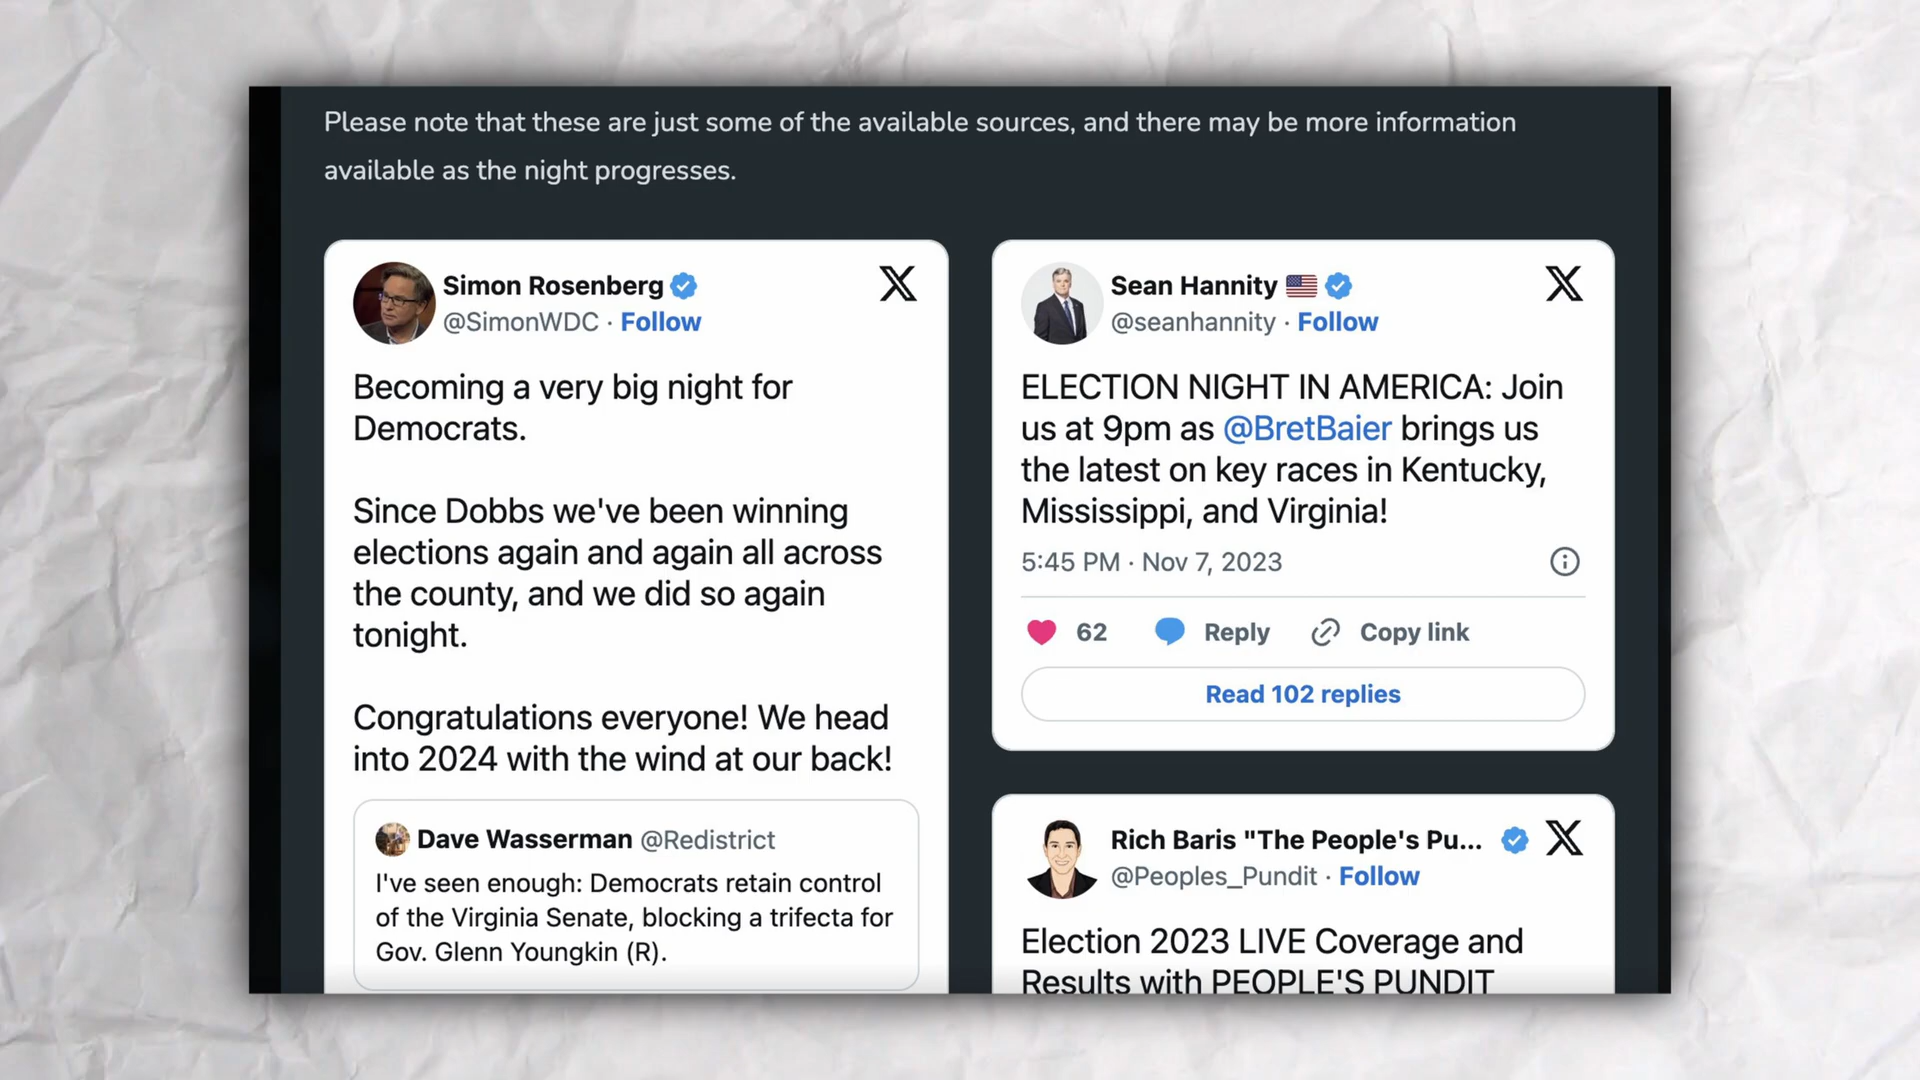 Please note that these are just some of the available sources, and there may be more information
available as the night progresses.
Simon Rosenberg
@SimonWDC · Follow
Becoming a very big night for
Democrats.
Since Dobbs we've been winning
elections again and again all across
the county, and we did so again
tonight.
Congratulations everyone! We head
into 2024 with the wind at our back!
Dave Wasserman @Redistrict
I've seen enough: Democrats retain control
of the Virginia Senate, blocking a trifecta for
Gov. Glenn Youngkin (R).
Sean Hannity
@seanhannity · Follow
ELECTION NIGHT IN AMERICA: Join
us at 9pm as @BretBaier brings us
the latest on key races in Kentucky,
Mississippi, and Virginia!
5:45 PM · Nov 7, 2023
62 Reply Copy link
Read 102 replies
Rich Baris "The People's Pu...
@Peoples_Pundit · Follow
Election 2023 LIVE Coverage and
Results with PEOPLE'S PUNDIT